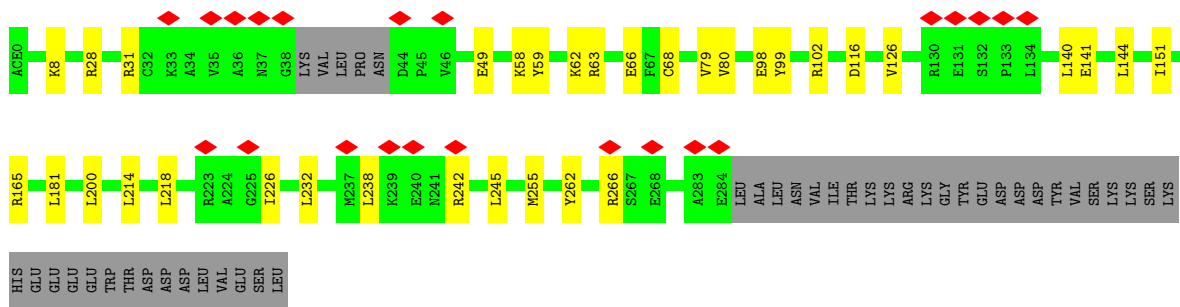 ACE0 K8 R28 R31 C32 K33 A34 V35 A36 N37 G38 LYS VAL LEU PRO ASN D44 P45 V46 E49 K58 Y59 K62 R63 E66 F67 C68 V79 V80 E98 Y99 R102 D116 V126 R130 E131 S132 P133 L134 L140 E141 L144 I151
R165 L181 L200 L214 L218 R223 A224 G225 I226 L232 M237 L238 K239 E240 N241 R242 L245 M255 Y262 R266 S267 E268 A283 E284 LEU ALA LEU ASN VAL ILE THR LYS LYS ARG LYS GLY TYR GLU ASP ASP ASP TYR VAL SER LYS LYS SER LYS
HIS GLU GLU GLU GLU TRP THR ASP ASP ASP LEU VAL GLU SER LEU